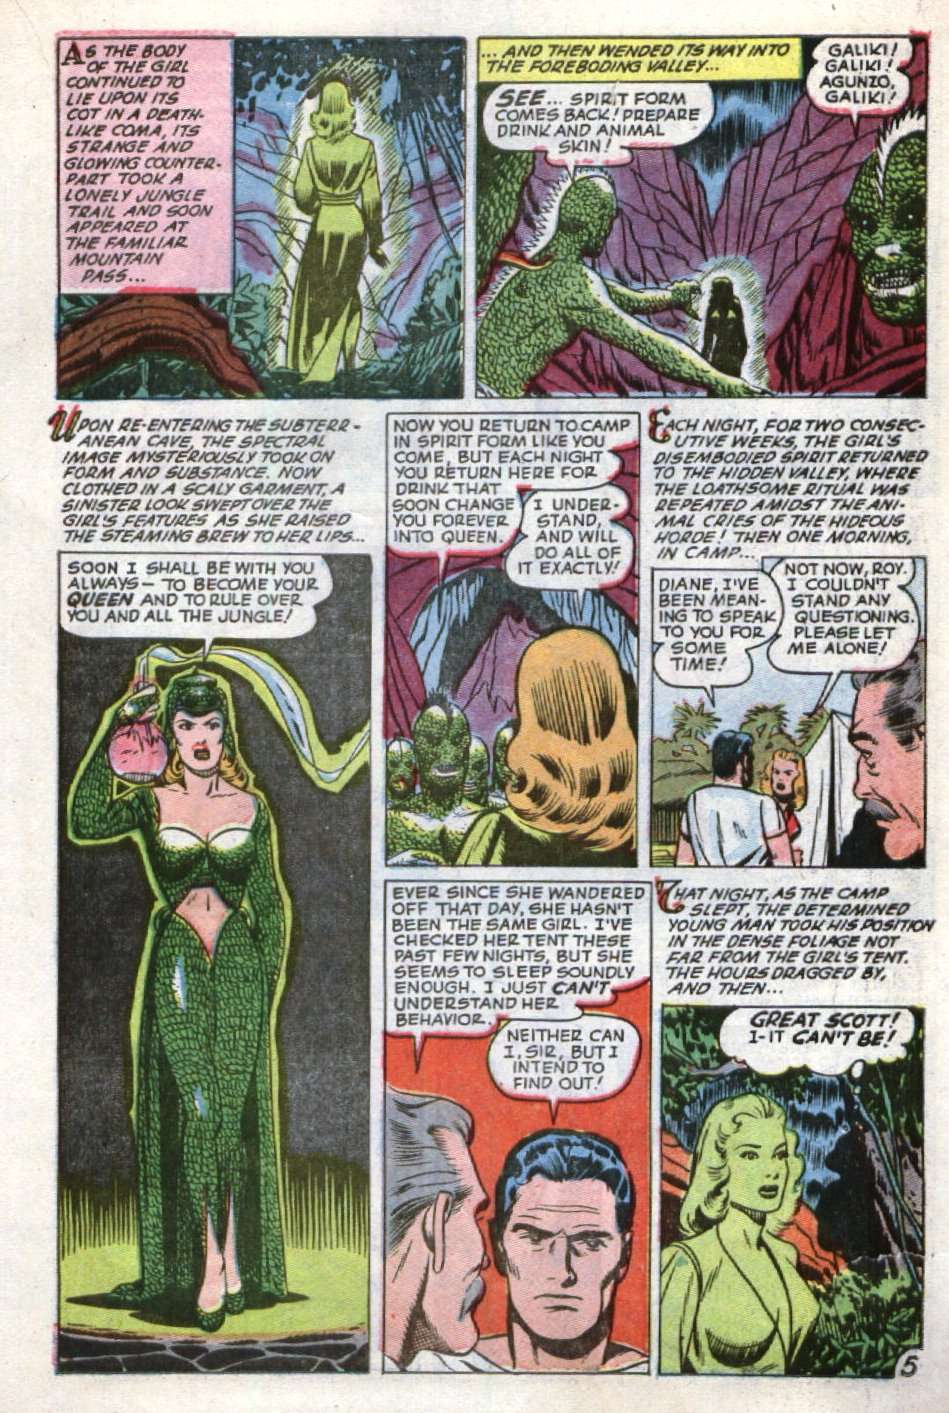 AS THE BODY
OF THE GIRL
CONTINUED TO
LIE UPON ITS
COT IN A DEATH-
LIKE COMA, ITS
STRANGE AND
GLOWING COUNTER-
PART TOOK A
LONELY JUNGLE
TRAIL AND SOON
APPEARED AT
THE FAMILIAR
MOUNTAIN
PASS...
...AND THEN WENDED ITS WAY INTO
THE FOREBODING VALLEY...
SEE... SPIRIT FORM
COMES BACK! PREPARE
DRINK AND ANIMAL
SKIN!
GALIKI!
GALIKI!
AGUNZO,
GALIKI!
UPON RE-ENTERING THE SUBTERR-
ANEAN CAVE, THE SPECTRAL
IMAGE MYSTERIOUSLY TOOK ON
FORM AND SUBSTANCE. NOW
CLOTHED IN A SCALY GARMENT, A
SINISTER LOOK SWEPT OVER THE
GIRL'S FEATURES AS SHE RAISED
THE STEAMING BREW TO HER LIPS...
SOON I SHALL BE WITH YOU
ALWAYS- TO BECOME YOUR
QUEEN AND TO RULE OVER
YOU AND ALL THE JUNGLE!
NOW YOU RETURN TO CAMP
IN SPIRIT FORM LIKE YOU
COME, BUT EACH NIGHT
YOU RETURN HERE FOR
DRINK THAT
SOON CHANGE
YOU FOREVER
INTO QUEEN.
I UNDER-
STAND,
AND WILL
DO ALL OF
IT EXACTLY!
EACH NIGHT, FOR TWO CONSEC-
UTIVE WEEKS, THE GIRL'S
DISEMBODIED SPIRIT RETURNED
TO THE HIDDEN VALLEY, WHERE
THE LOATHSOME RITUAL WAS
REPEATED AMIDST THE ANI-
MAL CRIES OF THE HIDEOUS
HORDE! THEN ONE MORNING,
IN CAMP...
DIANE, I'VE
BEEN MEAN-
ING TO SPEAK
TO YOU FOR
SOME
TIME!
NOT NOW, ROY.
I COULDN'T
STAND ANY
QUESTIONING.
PLEASE LET
ME ALONE!
EVER SINCE SHE WANDERED
OFF THAT DAY, SHE HASN'T
BEEN THE SAME GIRL. I'VE
CHECKED HER TENT THESE
PAST FEW NIGHTS, BUT SHE
SEEMS TO SLEEP SOUNDLY
ENOUGH. I JUST CAN'T
UNDERSTAND HER
BEHAVIOR.
NEITHER CAN
I, SIR, BUT I
INTEND TO
FIND OUT!
THAT NIGHT, AS THE CAMP
SLEPT, THE DETERMINED
YOUNG MAN TOOK HIS POSITION
IN THE DENSE FOLIAGE NOT
FAR FROM THE GIRL'S TENT.
THE HOURS DRAGGED BY,
AND THEN...
GREAT SCOTT!
I-IT CAN'T BE!
5